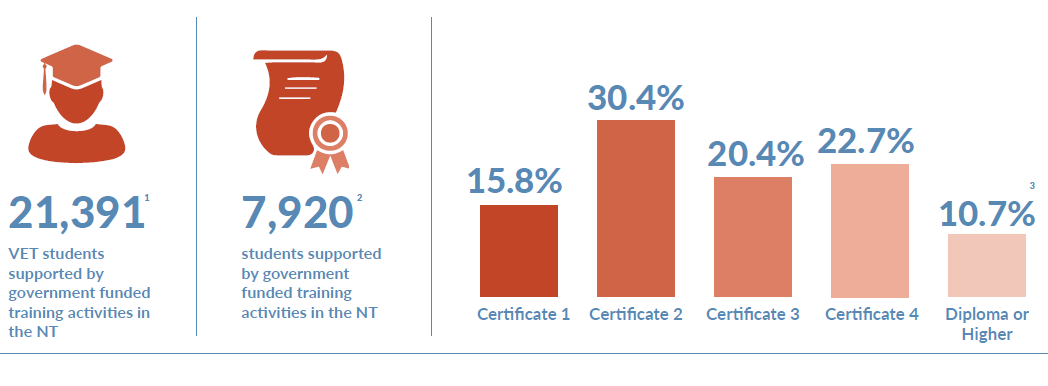 21,391 1
VET students
supported by
government funded
training activities in
the NT
7,920 2
students supported
by government
funded training
activities in the NT
15.8%
30.4%
20.4%
22.7%
3
10.7%
Certificate 1
Certificate 2
Certificate 3
Certificate 4
Diploma or
Higher